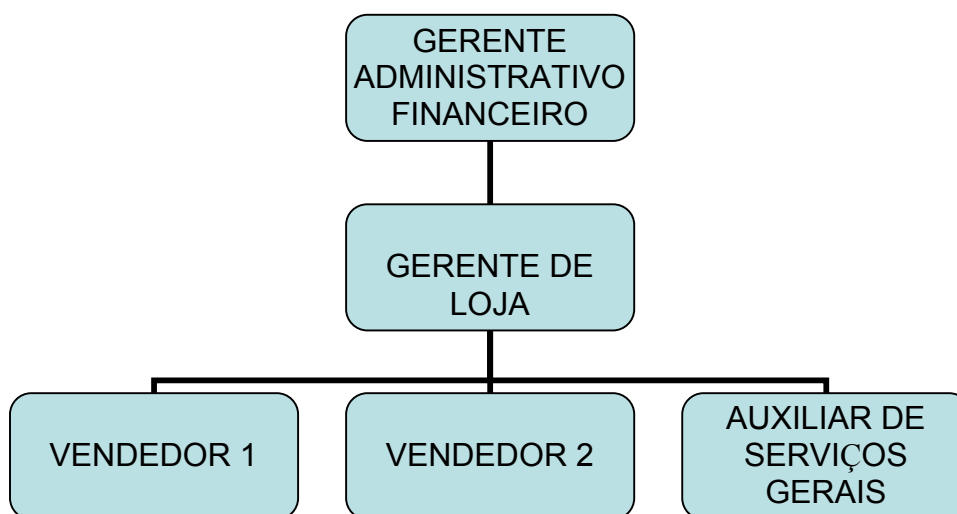 GERENTE
ADMINISTRATIVO
FINANCEIRO
GERENTE DE
LOJA
VENDEDOR 1
VENDEDOR 2
AUXILIAR DE
SERVIÇOS
GERAIS